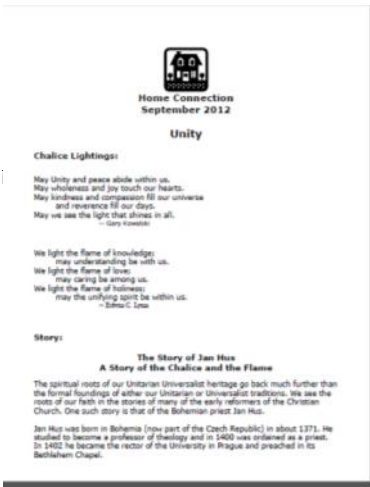 Home Connection
September 2012
Unity
Chalice Lightings:
May Unity and peace abide within us.
May wholeness and joy touch our hearts.
May kindness and compassion fill our universe
and reverence fill our days.
May we see the light that shines in all.
— Gary Kowalski
We light the flame of knowledge;
may understanding be with us.
We light the flame of love;
may caring be among us.
We light the flame of holiness;
may the unifying spirit be within us.
— Edwin C. Lynn
Story:
The Story of Jan Hus
A Story of the Chalice and the Flame
The spiritual roots of our Unitarian Universalist heritage go back much further than
the formal foundings of either our Unitarian or Universalist traditions. We see the
roots of our faith in the stories of many of the early reformers of the Christian
Church. One such story is that of the Bohemian priest Jan Hus.
Jan Hus was born in Bohemia (now part of the Czech Republic) in about 1371. He
studied to become a professor of theology and in 1400 was ordained as a priest.
In 1402 he became the rector of the University in Prague and preached in its
Bethlehem Chapel.